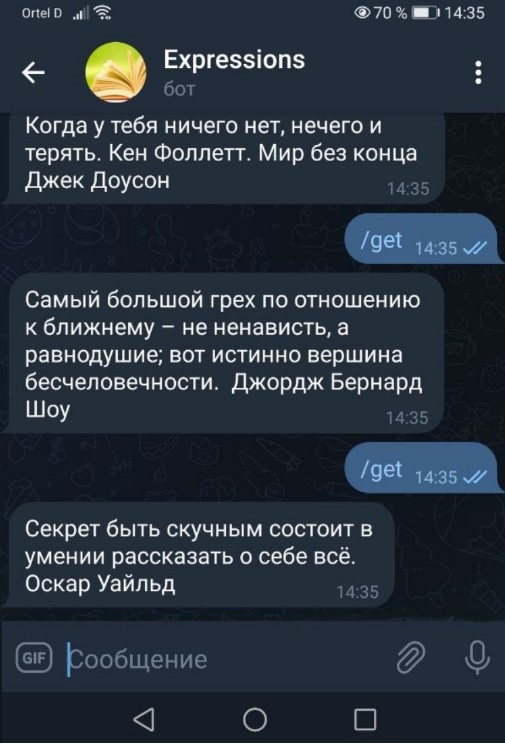 Ortel D 70 % 14:35
Expressions
бот
Когда у тебя ничего нет, нечего и
терять. Кен Фоллетт. Мир без конца
Джек Доусон
14:35
/get 14:35
Самый большой грех по отношению
к ближнему – не ненависть, а
равнодушие; вот истинно вершина
бесчеловечности.  Джордж Бернард
Шоу
14:35
/get 14:35
Секрет быть скучным состоит в
умении рассказать о себе всё.
Оскар Уайльд
14:35
GIF Сообщение